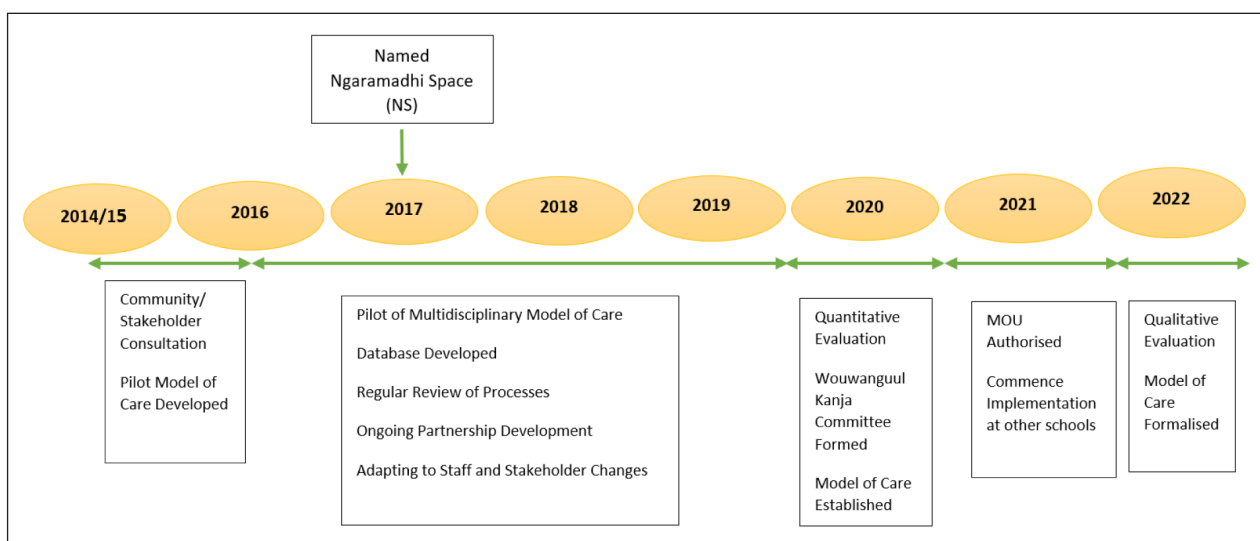 Named
Ngaramadhi Space
(NS)
2014/15
2016
2017
2018
2019
2020
2021
2022
Community/
Stakeholder
Consultation
Pilot Model of
Care Developed
Pilot of Multidisciplinary Model of Care
Database Developed
Regular Review of Processes
Ongoing Partnership Development
Adapting to Staff and Stakeholder Changes
Quantitative
Evaluation
Wouwanguul
Kanja
Committee
Formed
Model of Care
Established
MOU
Authorised
Commence
Implementation
at other schools
Qualitative
Evaluation
Model of
Care
Formalised